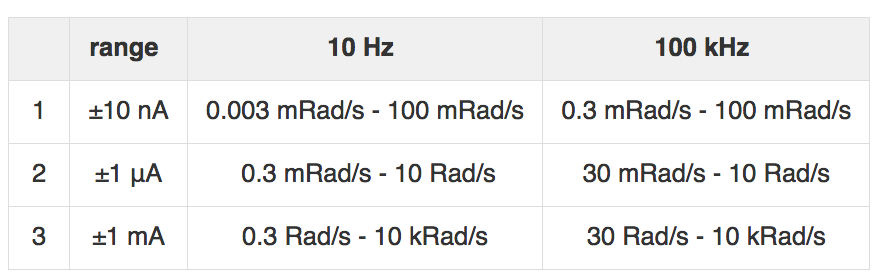 range 10 Hz 100 kHz
1 ±10 nA 0.003 mRad/s - 100 mRad/s 0.3 mRad/s - 100 mRad/s
2 ±1 µA 0.3 mRad/s - 10 Rad/s 30 mRad/s - 10 Rad/s
3 ±1 mA 0.3 Rad/s - 10 kRad/s 30 Rad/s - 10 kRad/s